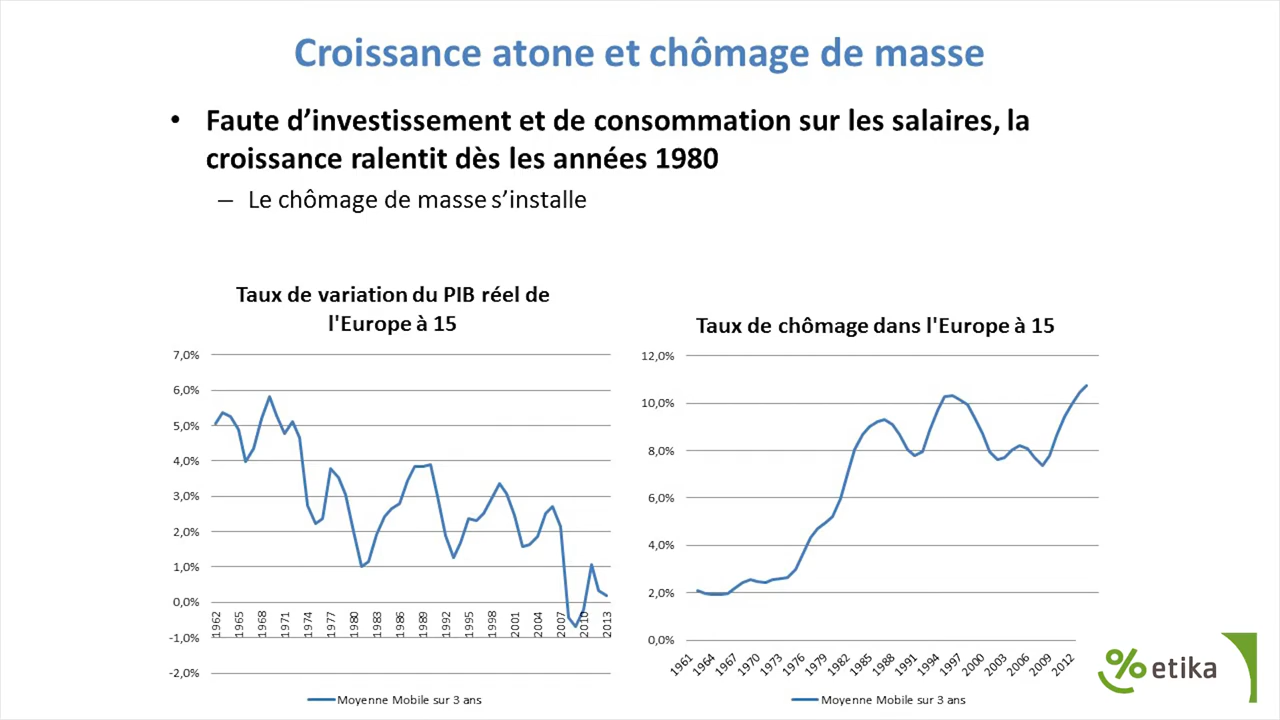 Croissance atone et chômage de masse
• Faute d’investissement et de consommation sur les salaires, la
croissance ralentit dès les années 1980
– Le chômage de masse s’installe
Taux de variation du PIB réel de
l'Europe à 15
7,0%
6,0%
5,0%
4,0%
3,0%
2,0%
1,0%
0,0%
-1,0%
-2,0%
1962 1965 1968 1971 1974 1977 1980 1983 1986 1989 1992 1995 1998 2001 2004 2007 2010 2013
Moyenne Mobile sur 3 ans
Taux de chômage dans l'Europe à 15
12,0%
10,0%
8,0%
6,0%
4,0%
2,0%
0,0%
1961 1964 1967 1970 1973 1976 1979 1982 1985 1988 1991 1994 1997 2000 2003 2006 2009 2012
Moyenne Mobile sur 3 ans
% etika